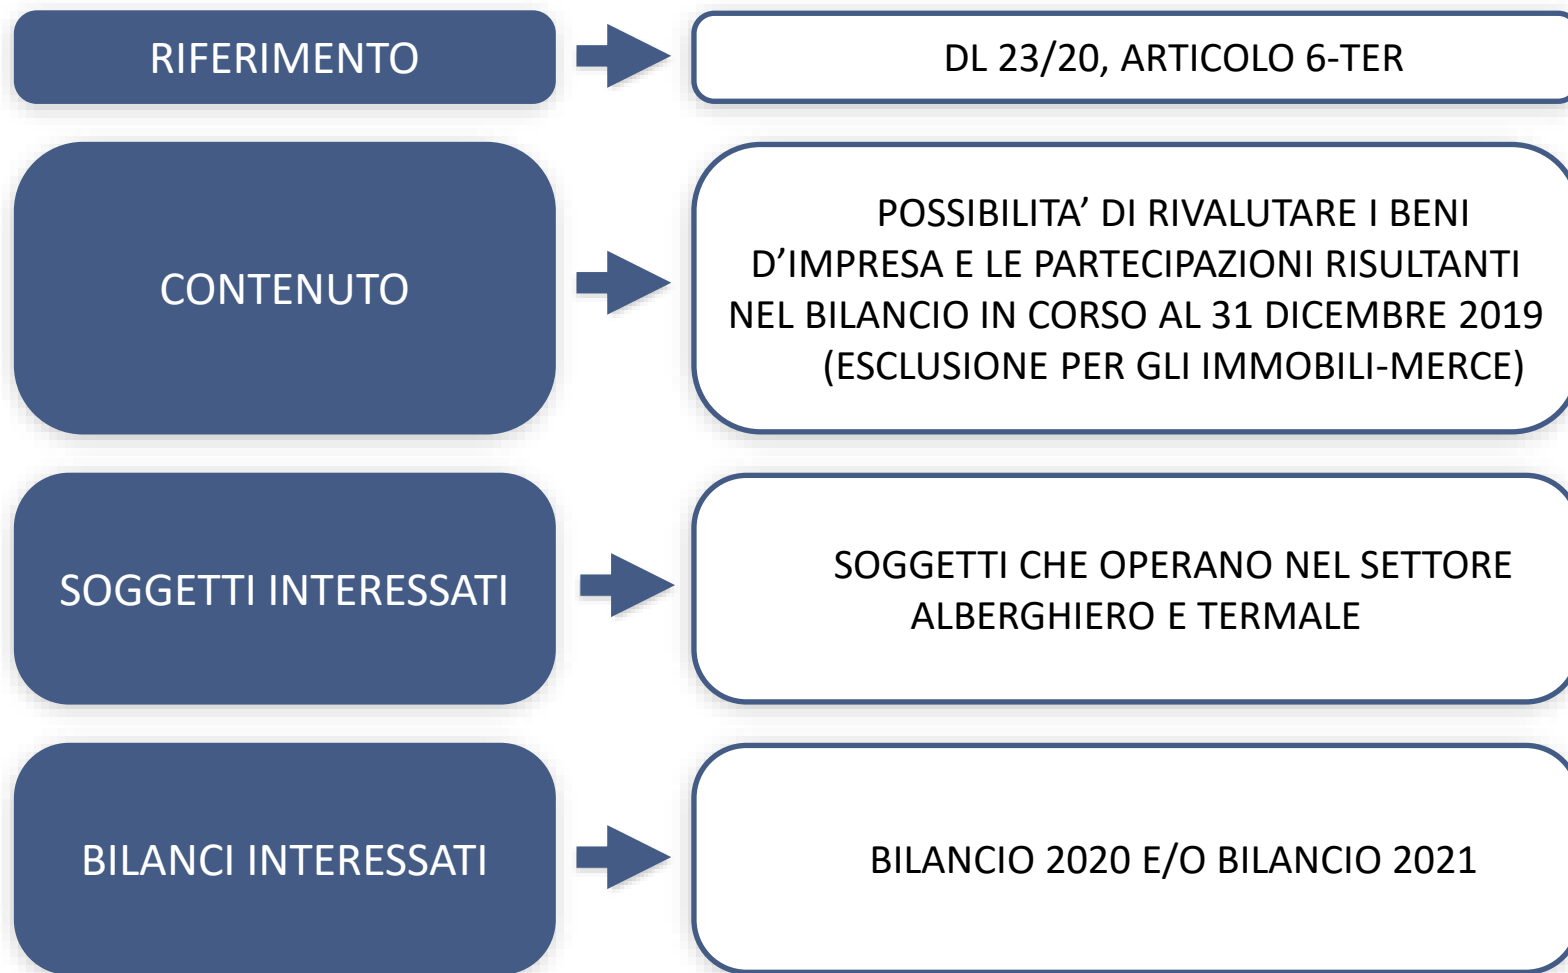 RIFERIMENTO
DL 23/20, ARTICOLO 6-TER
CONTENUTO
POSSIBILITA’ DI RIVALUTARE I BENI
D’IMPRESA E LE PARTECIPAZIONI RISULTANTI
NEL BILANCIO IN CORSO AL 31 DICEMBRE 2019
(ESCLUSIONE PER GLI IMMOBILI-MERCE)
SOGGETTI INTERESSATI
SOGGETTI CHE OPERANO NEL SETTORE
ALBERGHIERO E TERMALE
BILANCI INTERESSATI
BILANCIO 2020 E/O BILANCIO 2021